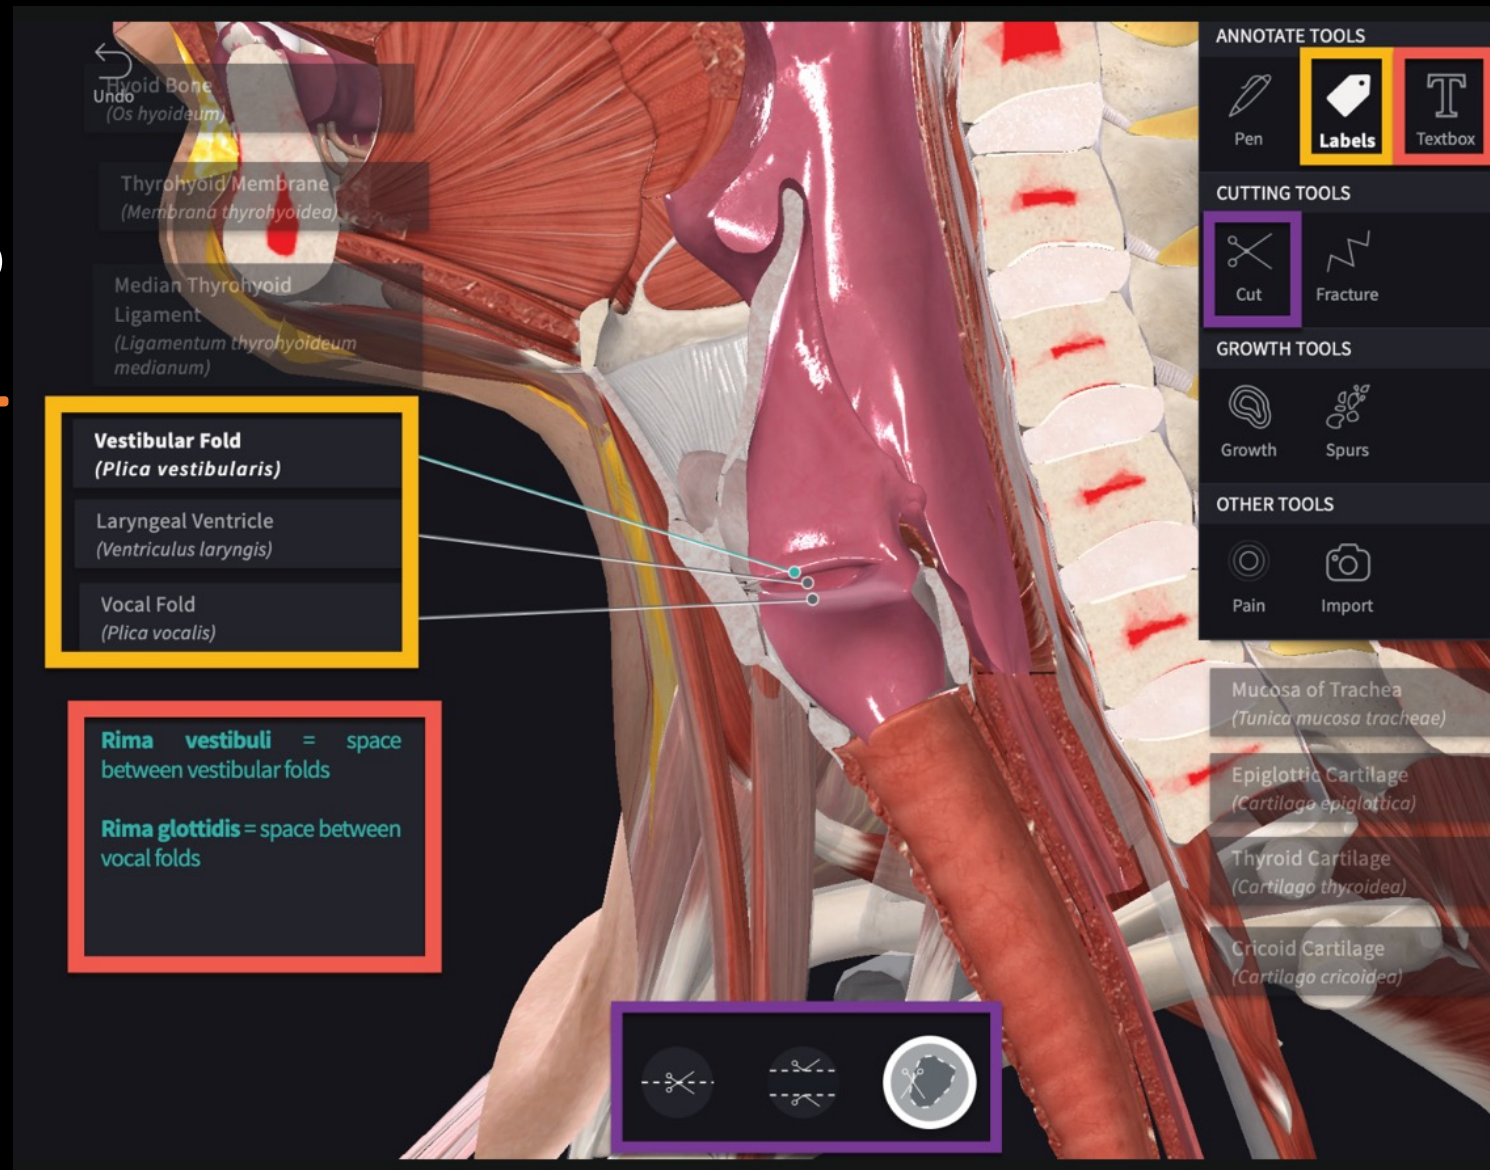 Undo
Hyoid Bone
(Os hyoideum)
Thyrohyoid Membrane
(Membrana thyrohyoidea)
Median Thyrohyoid
Ligament
(Ligamentum thyrohyoideum
medianum)
Vestibular Fold
(Plica vestibularis)
Laryngeal Ventricle
(Ventriculus laryngis)
Vocal Fold
(Plica vocalis)
Rima vestibuli = space
between vestibular folds
Rima glottidis = space between
vocal folds
ANNOTATE TOOLS
Pen Labels Textbox
CUTTING TOOLS
Cut Fracture
GROWTH TOOLS
Growth Spurs
OTHER TOOLS
Pain Import
Mucosa of Trachea
(Tunica mucosa tracheae)
Epiglottic Cartilage
(Cartilago epiglottica)
Thyroid Cartilage
(Cartilago thyroidea)
Cricoid Cartilage
(Cartilago cricoidea)